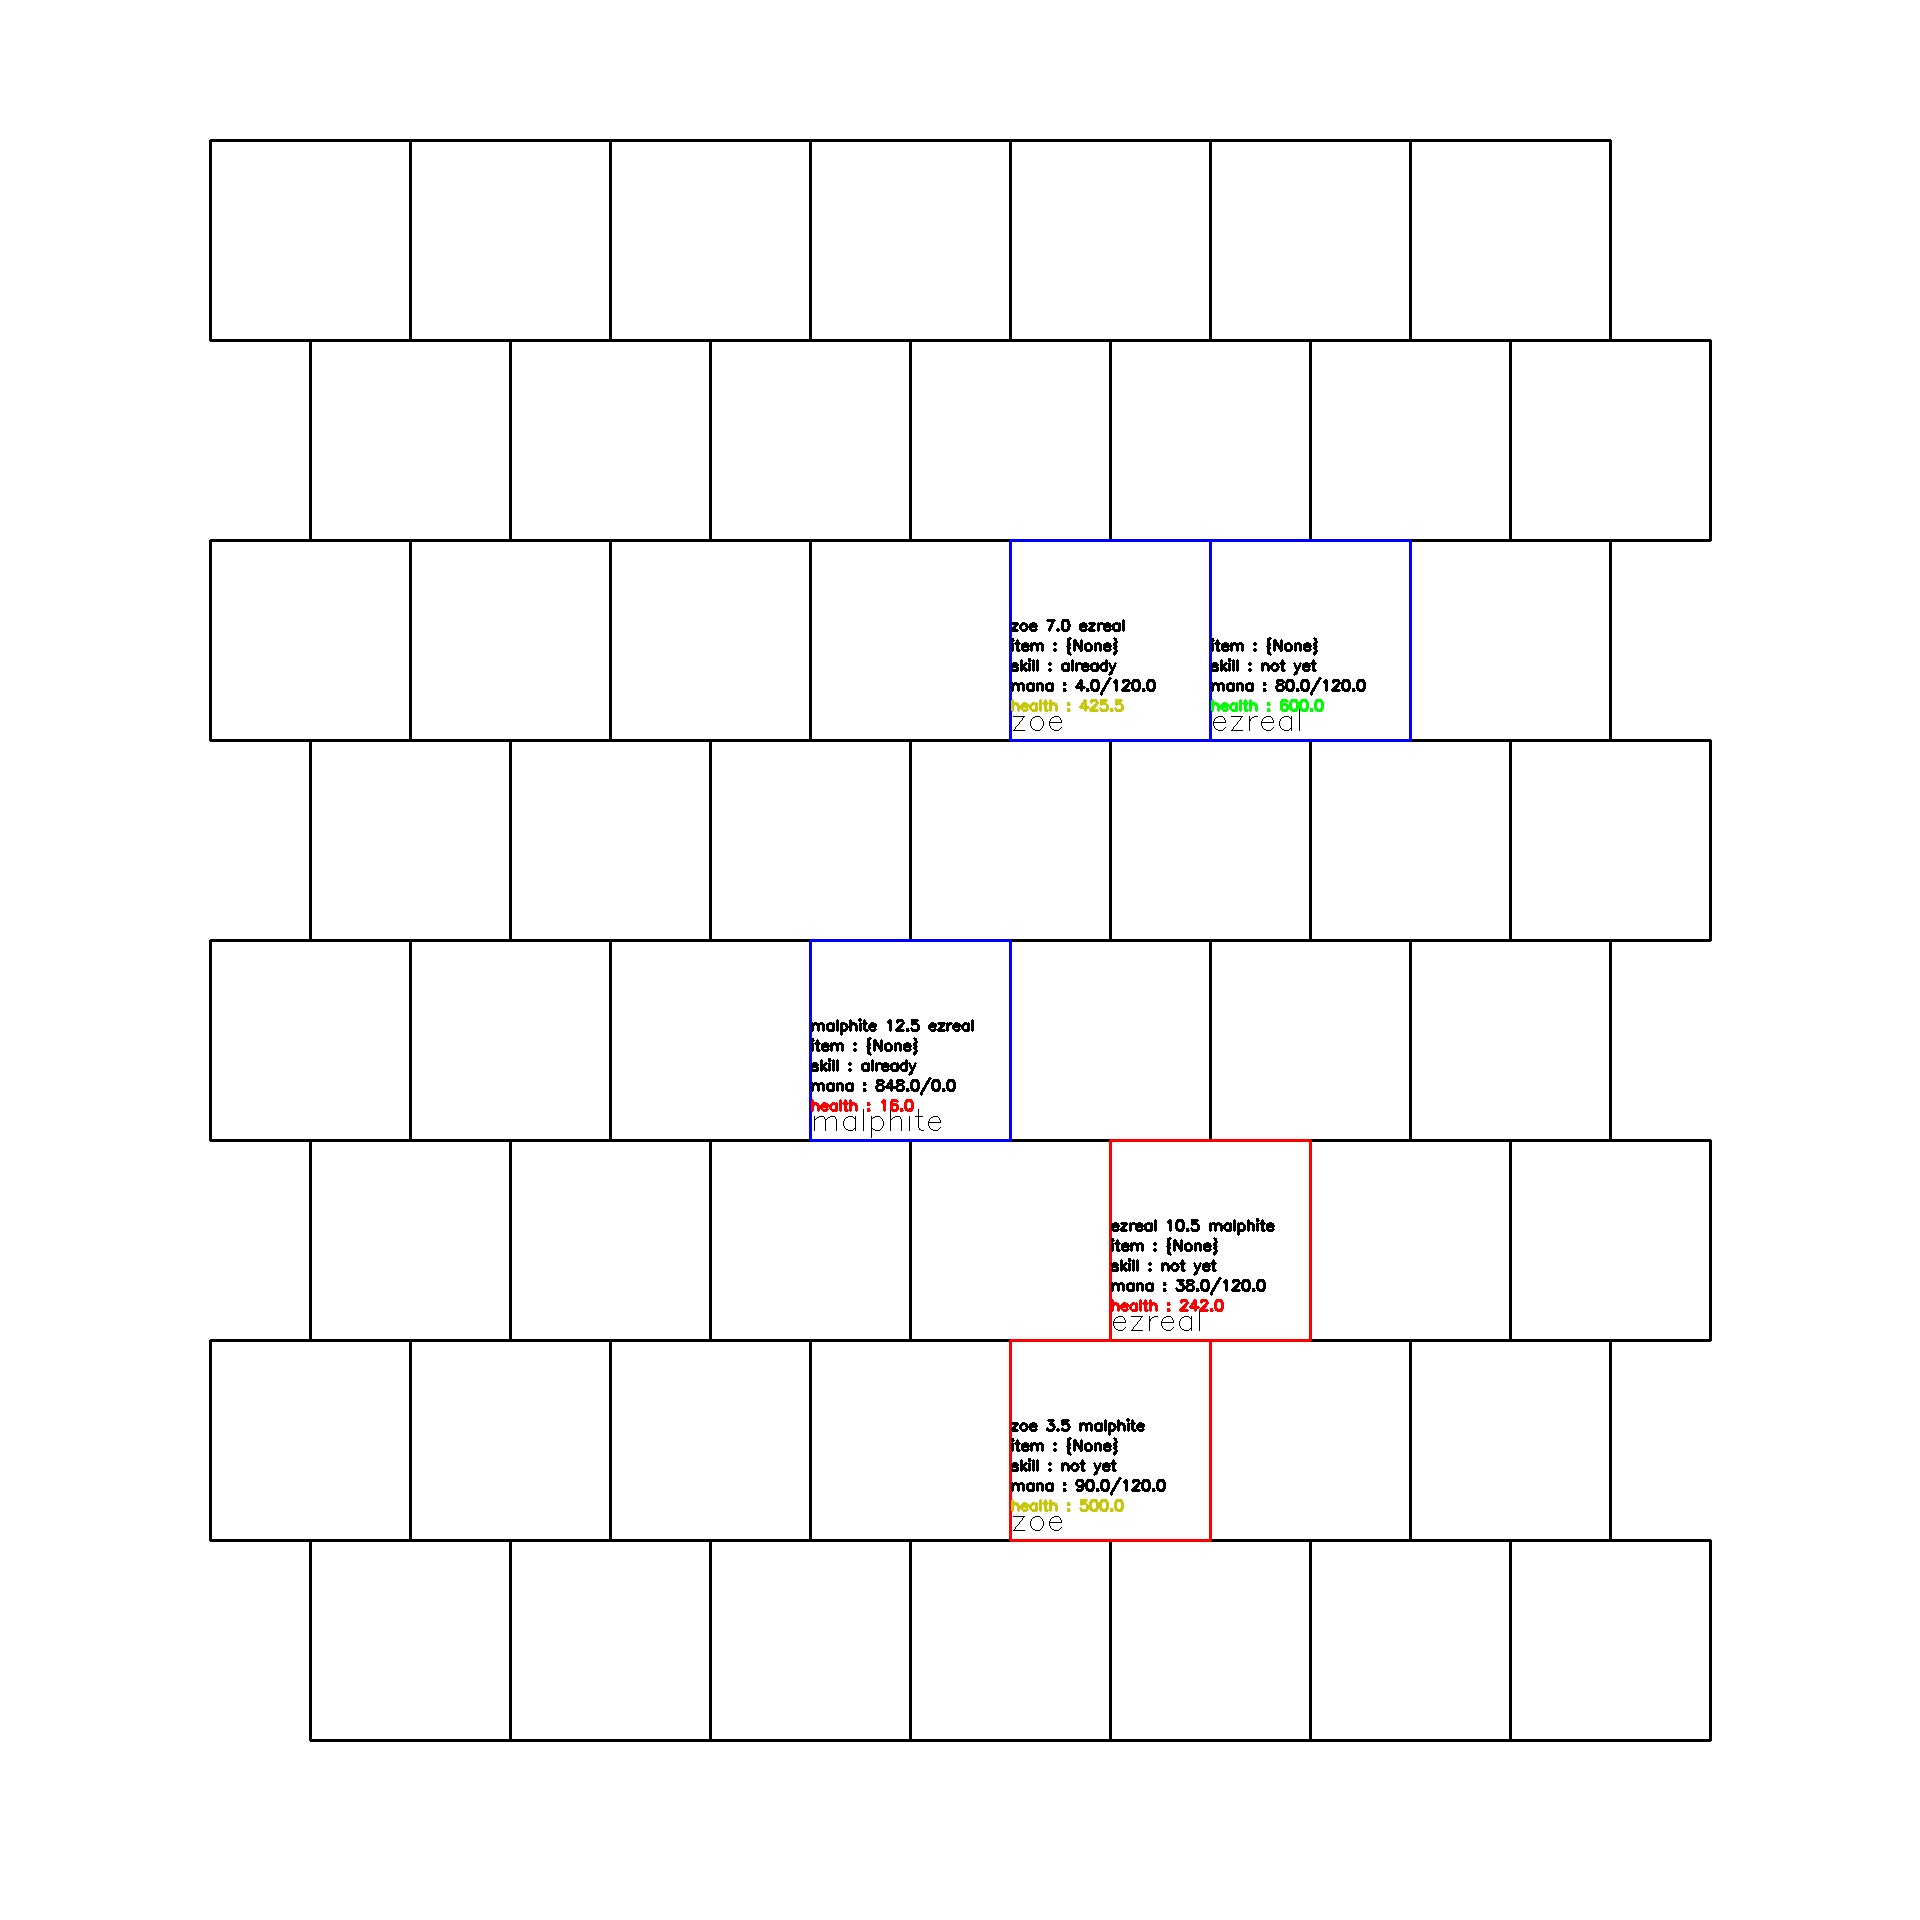 zoe 7.0 ezreal
item : {None}
skill : already
mana : 4.0/120.0
health : 425.5
zoe
item : {None}
skill : not yet
mana : 80.0/120.0
health : 600.0
ezreal
malphite 12.5 ezreal
item : {None}
skill : already
mana : 848.0/0.0
health : 16.0
malphite
ezreal 10.5 malphite
item : {None}
skill : not yet
mana : 38.0/120.0
health : 242.0
ezreal
zoe 3.5 malphite
item : {None}
skill : not yet
mana : 90.0/120.0
health : 500.0
zoe